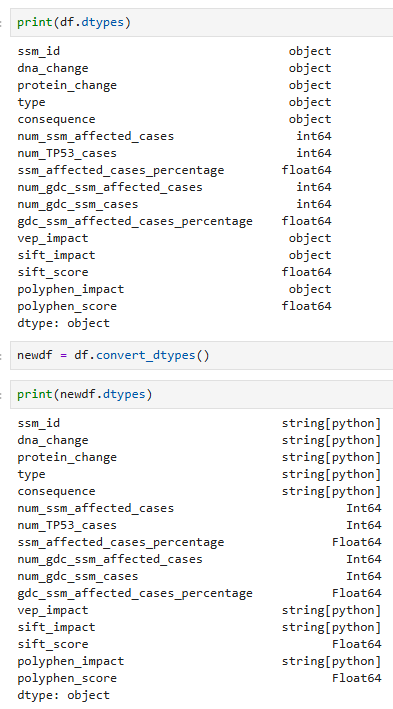 print(df.dtypes)
ssm_id object
dna_change object
protein_change object
type object
consequence object
num_ssm_affected_cases int64
num_TP53_cases int64
ssm_affected_cases_percentage float64
num_gdc_ssm_affected_cases int64
num_gdc_ssm_cases int64
gdc_ssm_affected_cases_percentage float64
vep_impact object
sift_impact object
sift_score float64
polyphen_impact object
polyphen_score float64
dtype: object
newdf = df.convert_dtypes()
print(newdf.dtypes)
ssm_id string[python]
dna_change string[python]
protein_change string[python]
type string[python]
consequence string[python]
num_ssm_affected_cases Int64
num_TP53_cases Int64
ssm_affected_cases_percentage Float64
num_gdc_ssm_affected_cases Int64
num_gdc_ssm_cases Int64
gdc_ssm_affected_cases_percentage Float64
vep_impact string[python]
sift_impact string[python]
sift_score Float64
polyphen_impact string[python]
polyphen_score Float64
dtype: object